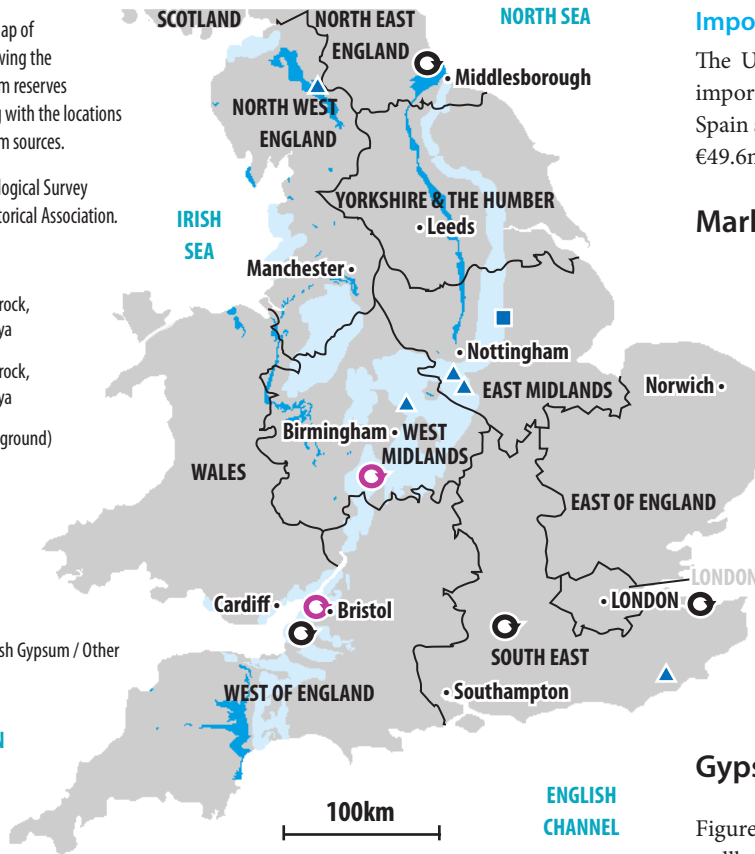 ap of
ving the
m reserves
g with the locations
m sources.
logical Survey
torical Association.
rock,
ya
rock,
ya
ground)
sh Gypsum / Other
N
SCOTLAND
NORTH EAST
ENGLAND
NORTH SEA
Middlesborough
NORTH WEST
ENGLAND
YORKSHIRE & THE HUMBER
Leeds
IRISH
SEA
Manchester
Nottingham
EAST MIDLANDS
Norwich
Birmingham
WEST
MIDLANDS
WALES
EAST OF ENGLAND
LONDON
LONDON
Cardiff
Bristol
SOUTH EAST
WEST OF ENGLAND
Southampton
100km
ENGLISH
CHANNEL
Impo
The U
impor
Spain
€49.6m
Marl
Gyps
Figure